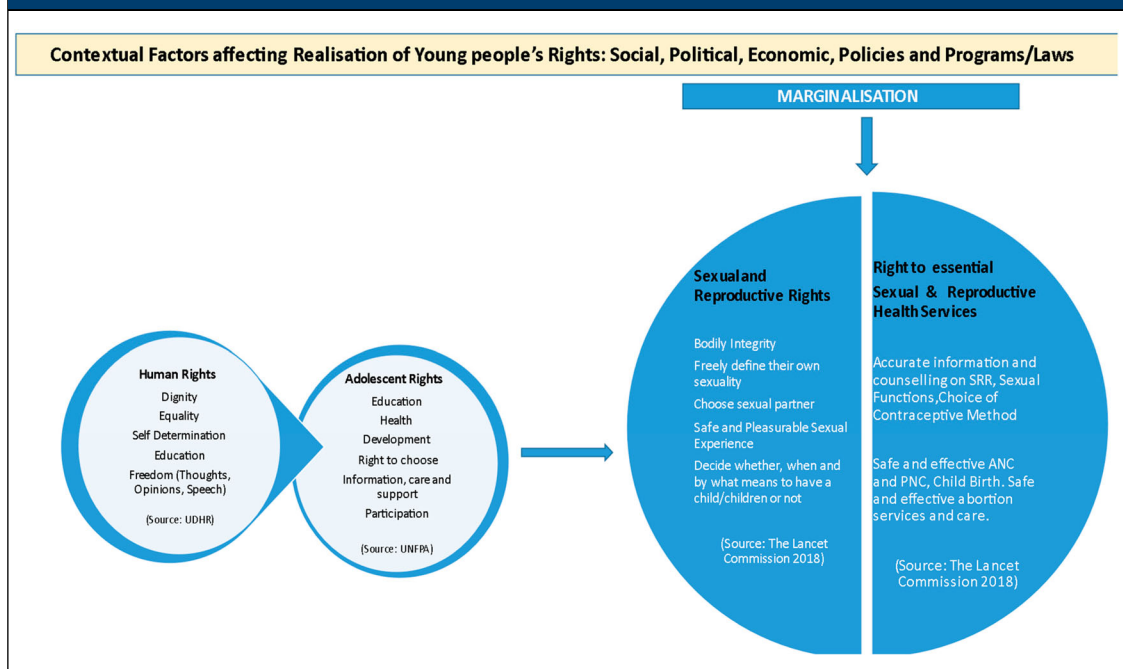 Contextual Factors affecting Realisation of Young people's Rights: Social, Political, Economic, Policies and Programs/Laws
MARGINALISATION
Human Rights
Dignity
Equality
Self Determination
Education
Freedom (Thoughts,
Opinions, Speech)
(Source: UDHR)
Adolescent Rights
Education
Health
Development
Right to choose
Information, care and
support
Participation
(Source: UNFPA)
Sexual and
Reproductive Rights
Bodily Integrity
Freely define their own
sexuality
Choose sexual partner
Safe and Pleasurable Sexual
Experience
Decide whether, when and
by what means to have a
child/children or not
(Source: The Lancet
Commission 2018)
Right to essential
Sexual & Reproductive
Health Services
Accurate information and
counselling on SRR, Sexual
Functions,Choice of
Contraceptive Method
Safe and effective ANC
and PNC, Child Birth. Safe
and effective abortion
services and care.
(Source: The Lancet
Commission 2018)